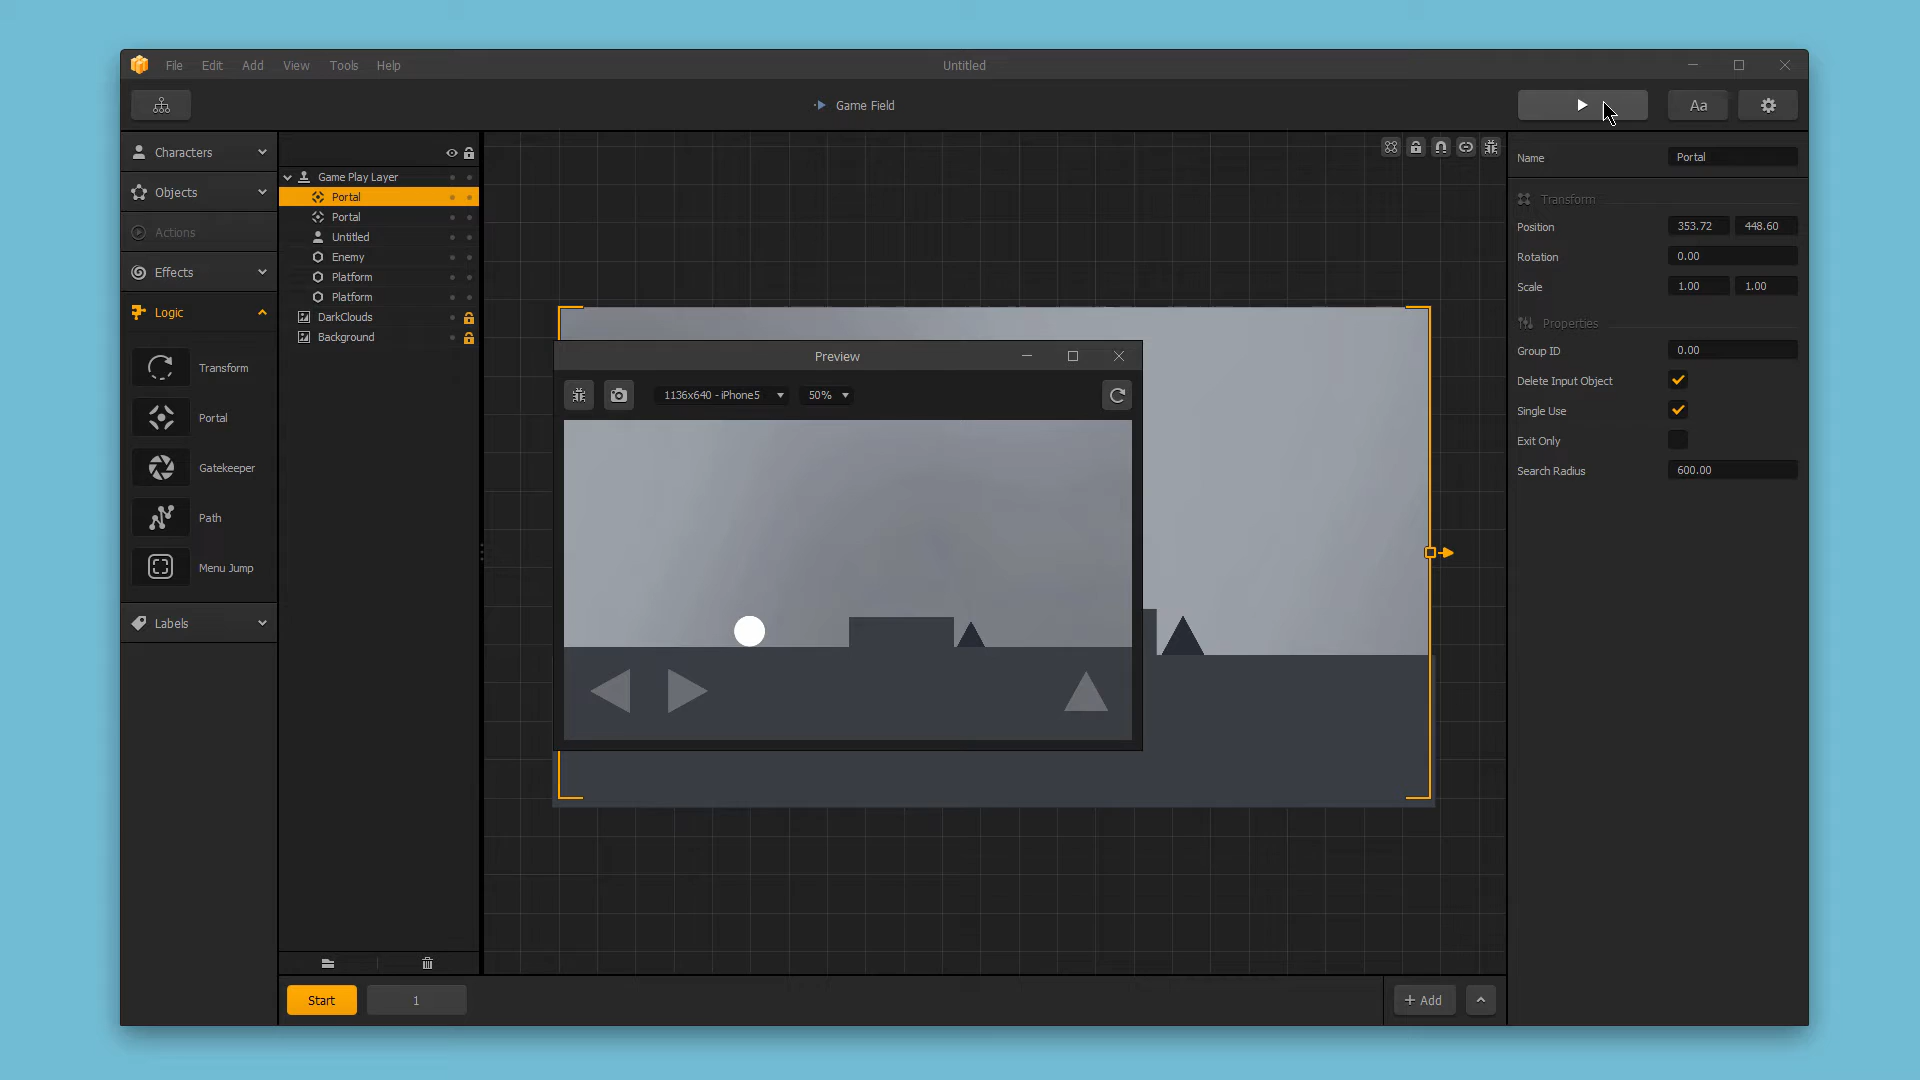 File Edit Add View Tools Help
Untitled
Game Field
Aa
Characters
Objects
Actions
Effects
Logic
Transform
Portal
Gatekeeper
Path
Menu Jump
Labels
Game Play Layer
Portal
Portal
Untitled
Enemy
Platform
Platform
DarkClouds
Background
Preview
1136x640 - iPhone5
50%
Name
Portal
Transform
Position
353.72
448.60
Rotation
0.00
Scale
1.00
1.00
Properties
Group ID
0.00
Delete Input Object
Single Use
Exit Only
Search Radius
600.00
Start
1
+ Add